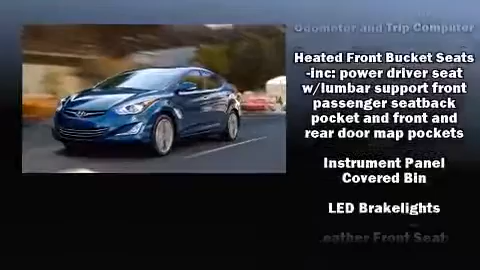 Odometer and Trip Computer
Heated Front Bucket Seats
-inc: power driver seat
w/lumbar support front
passenger seatback
pocket and front and
rear door map pockets
Instrument Panel
Covered Bin
LED Brakelights
Leather Front Seat